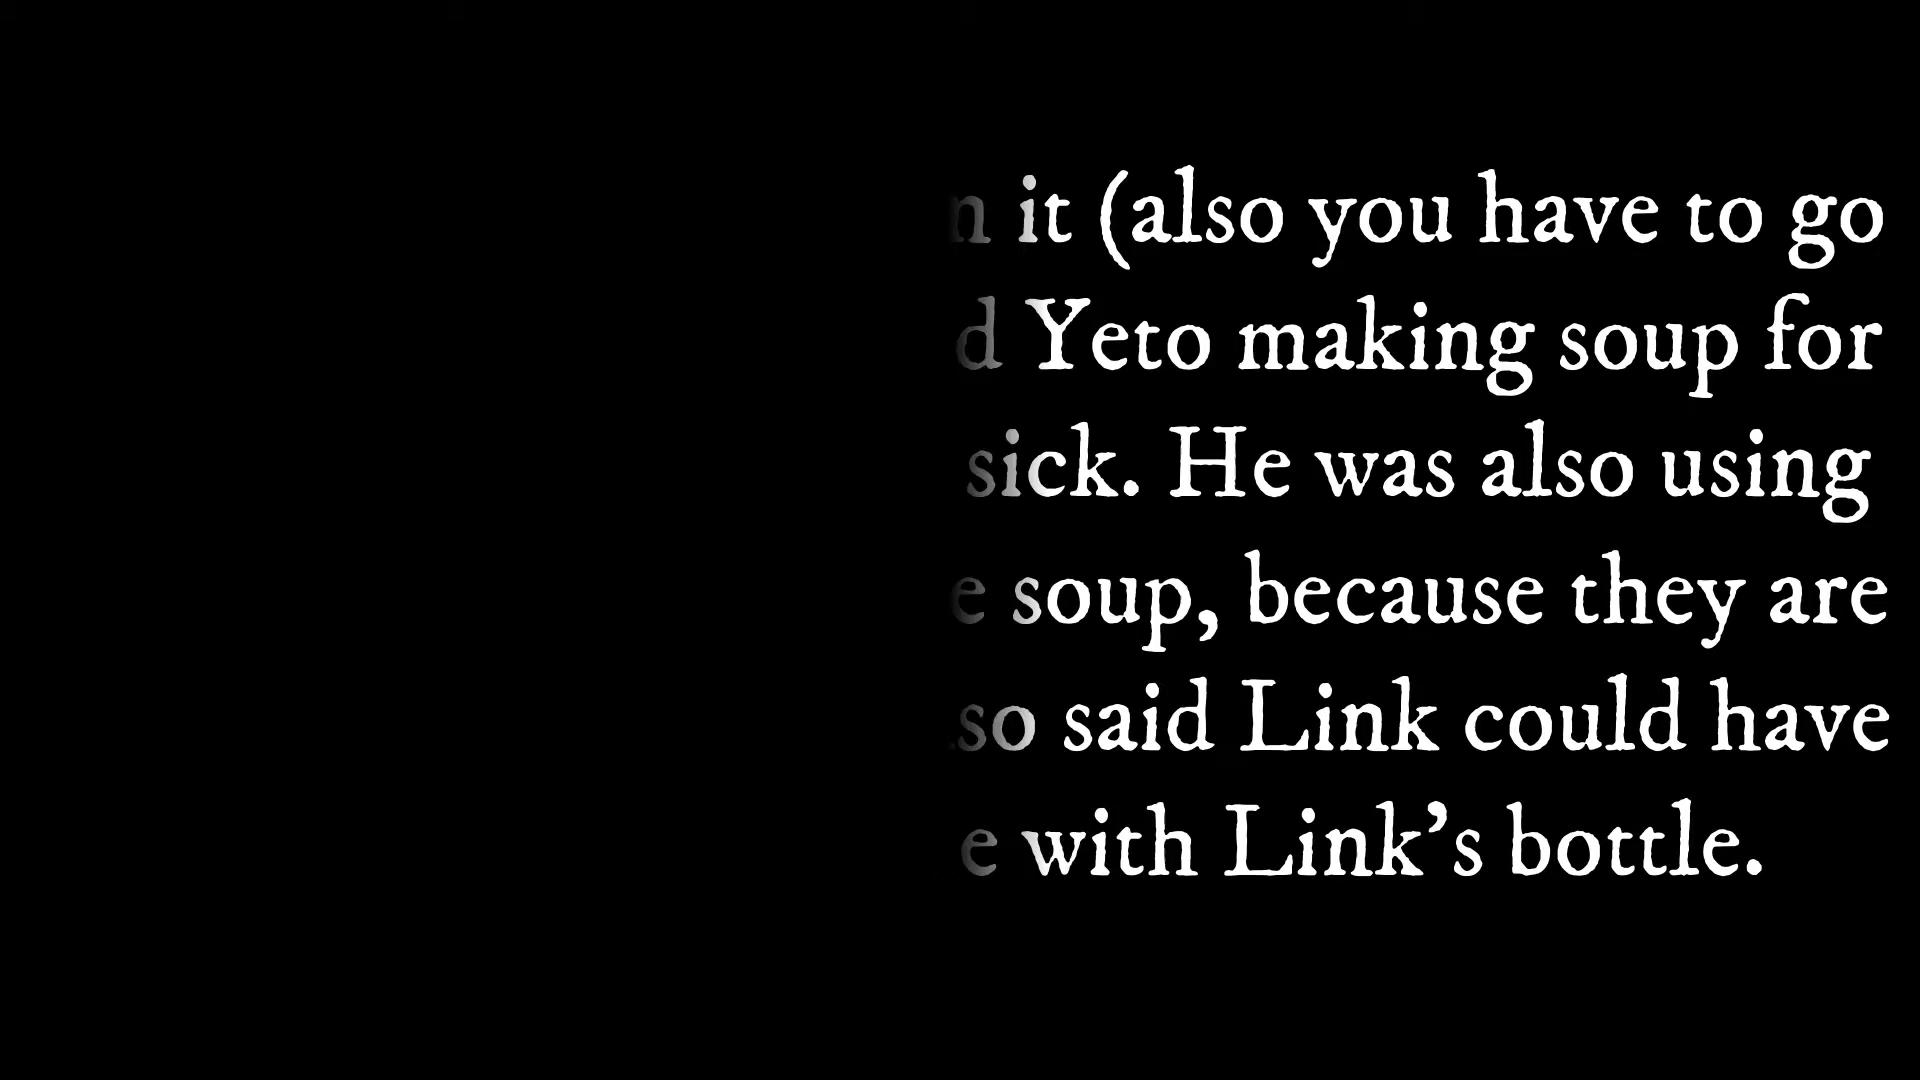 it (also you have to go
Yeto making soup for
sick. He was also using
soup, because they are
said Link could have
with Link’s bottle.